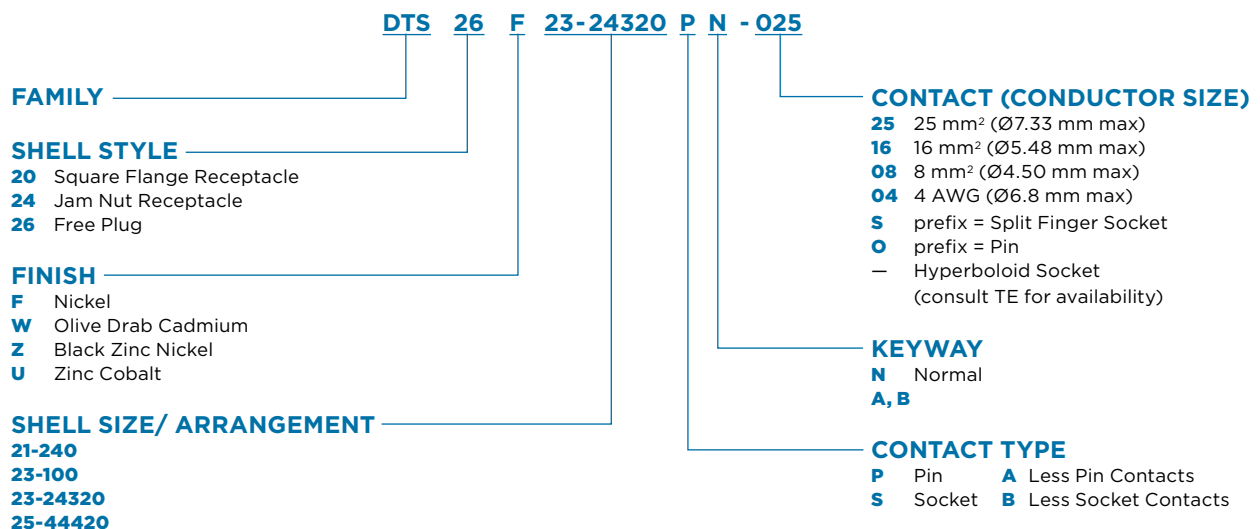 DTS 26 F 23-24320 P N - 025
FAMILY
SHELL STYLE
20 Square Flange Receptacle
24 Jam Nut Receptacle
26 Free Plug
FINISH
F Nickel
W Olive Drab Cadmium
Z Black Zinc Nickel
U Zinc Cobalt
SHELL SIZE/ ARRANGEMENT
21-240
23-100
23-24320
25-44420
CONTACT (CONDUCTOR SIZE)
25 25 mm² (Ø7.33 mm max)
16 16 mm² (Ø5.48 mm max)
08 8 mm² (Ø4.50 mm max)
04 4 AWG (Ø6.8 mm max)
S prefix = Split Finger Socket
O prefix = Pin
— Hyperboloid Socket
(consult TE for availability)
KEYWAY
N Normal
A, B
CONTACT TYPE
P Pin A Less Pin Contacts
S Socket B Less Socket Contacts